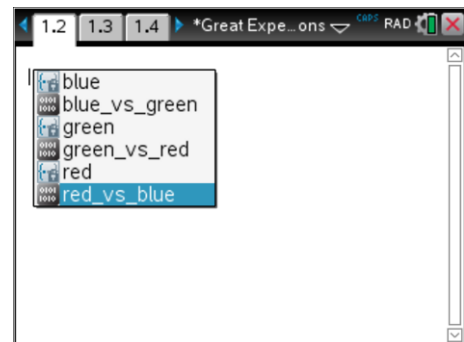 1.2 1.3 1.4 *Great Expe…ons CAPS RAD
blue
blue_vs_green
green
green_vs_red
red
red_vs_blue